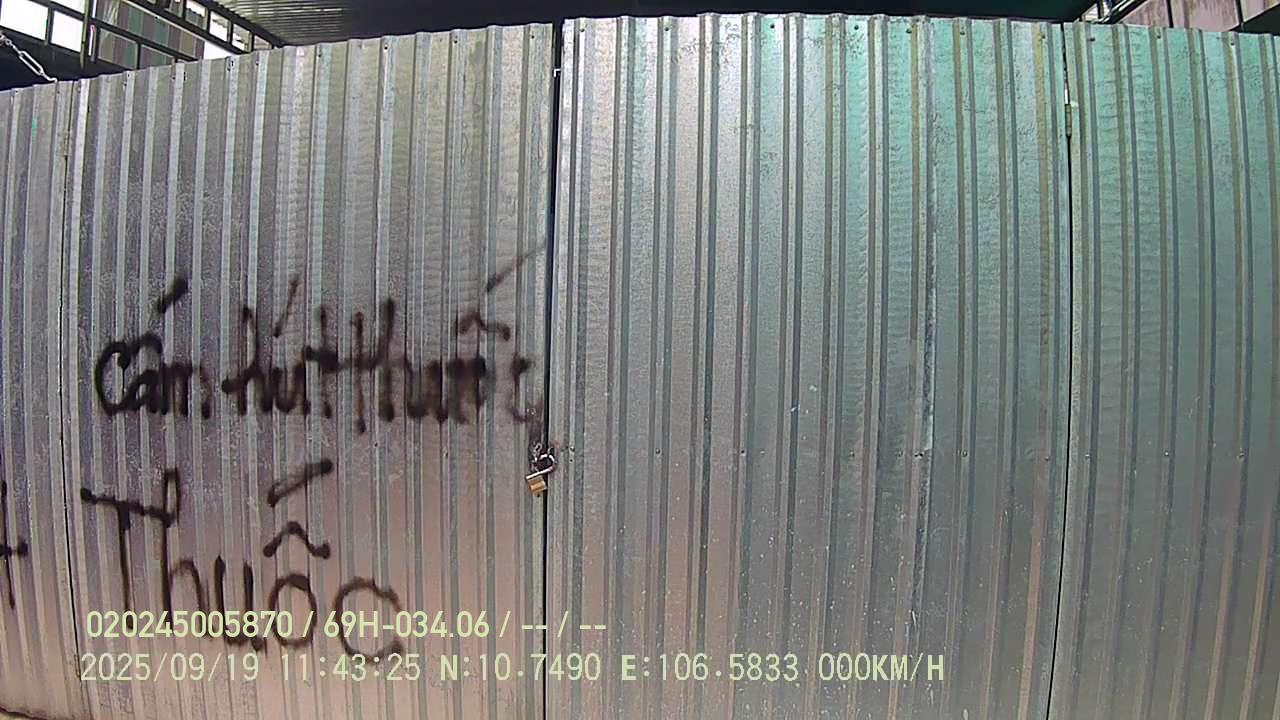 Cấm hút thuốc
Thuốc
020245005870 / 69H-034.06 / -- / --
2025/09/19 11:43:25 N:10.7490 E:106.5833 000KM/H